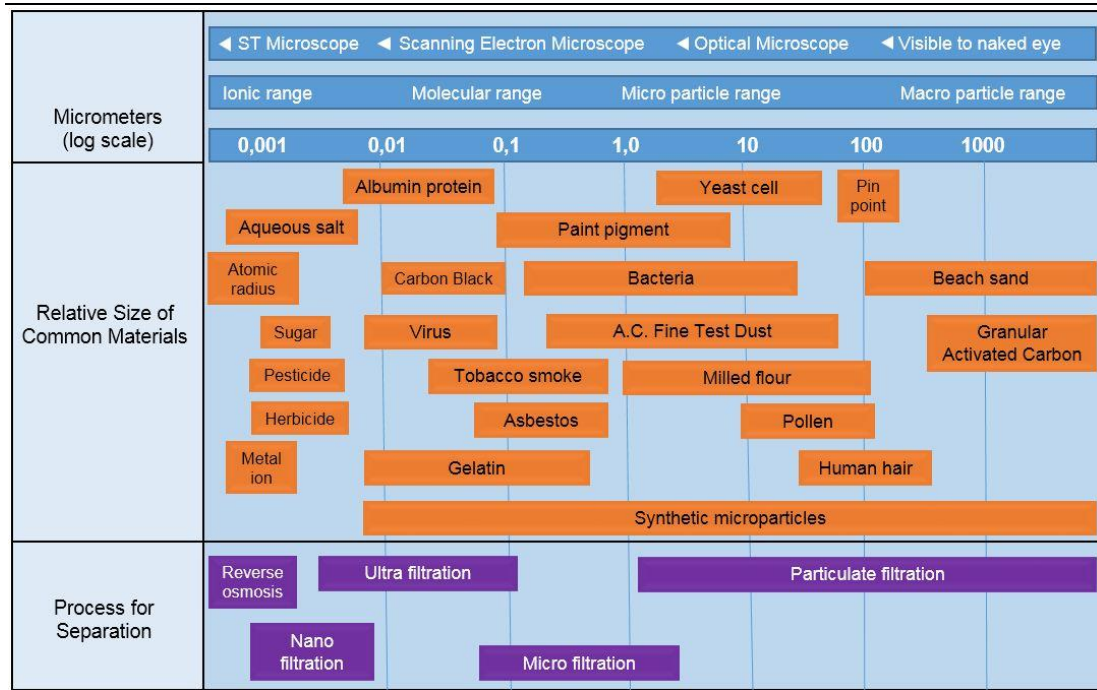 ◄ ST Microscope ◄ Scanning Electron Microscope ◄ Optical Microscope ◄ Visible to naked eye
Ionic range Molecular range Micro particle range Macro particle range
Micrometers
(log scale)
0,001 0,01 0,1 1,0 10 100 1000
Relative Size of
Common Materials
Albumin protein Yeast cell Pin
point
Aqueous salt Paint pigment
Atomic
radius
Carbon Black Bacteria Beach sand
Sugar Virus A.C. Fine Test Dust Granular
Activated Carbon
Pesticide Tobacco smoke Milled flour
Herbicide Asbestos Pollen
Metal
ion
Gelatin Human hair
Synthetic microparticles
Process for
Separation
Reverse
osmosis
Ultra filtration Particulate filtration
Nano
filtration
Micro filtration